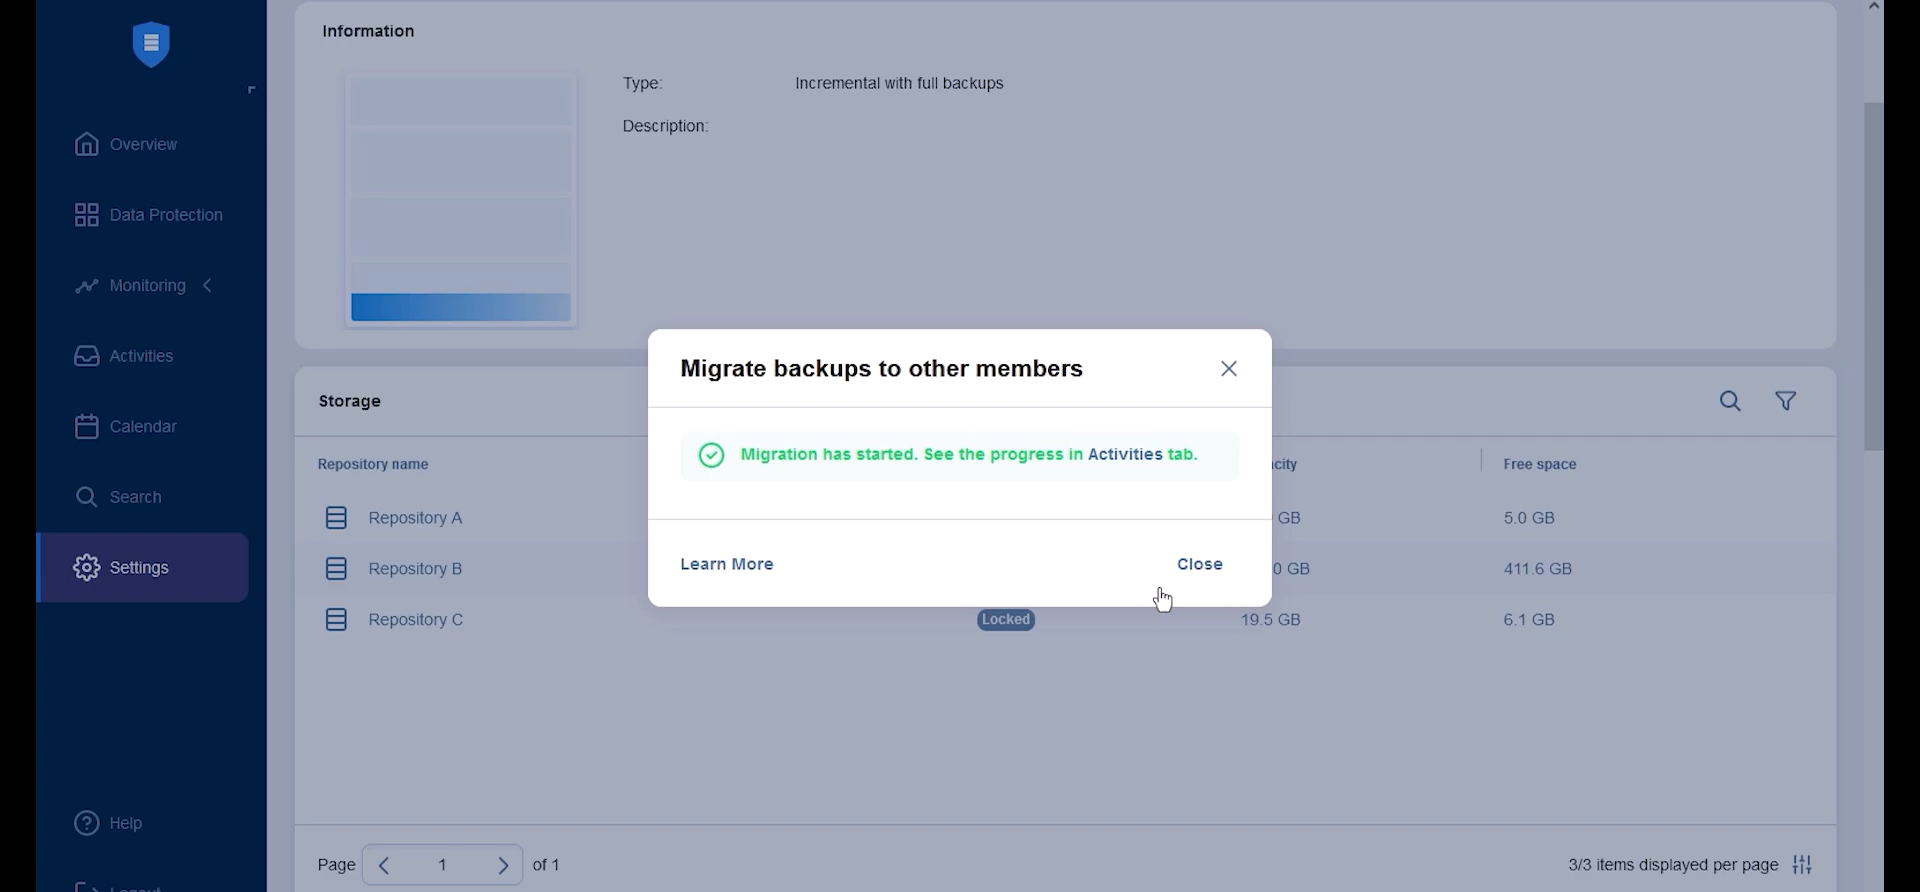 Information
Type: Incremental with full backups
Description:
Overview
Data Protection
Monitoring
Activities
Calendar
Search
Settings
Help
Migrate backups to other members
Migration has started. See the progress in Activities tab.
Learn More Close
Storage
Repository name Free space
Repository A GB 5.0 GB
Repository B 0 GB 411.6 GB
Repository C Locked 19.5 GB 6.1 GB
Page 1 of 1
3/3 items displayed per page